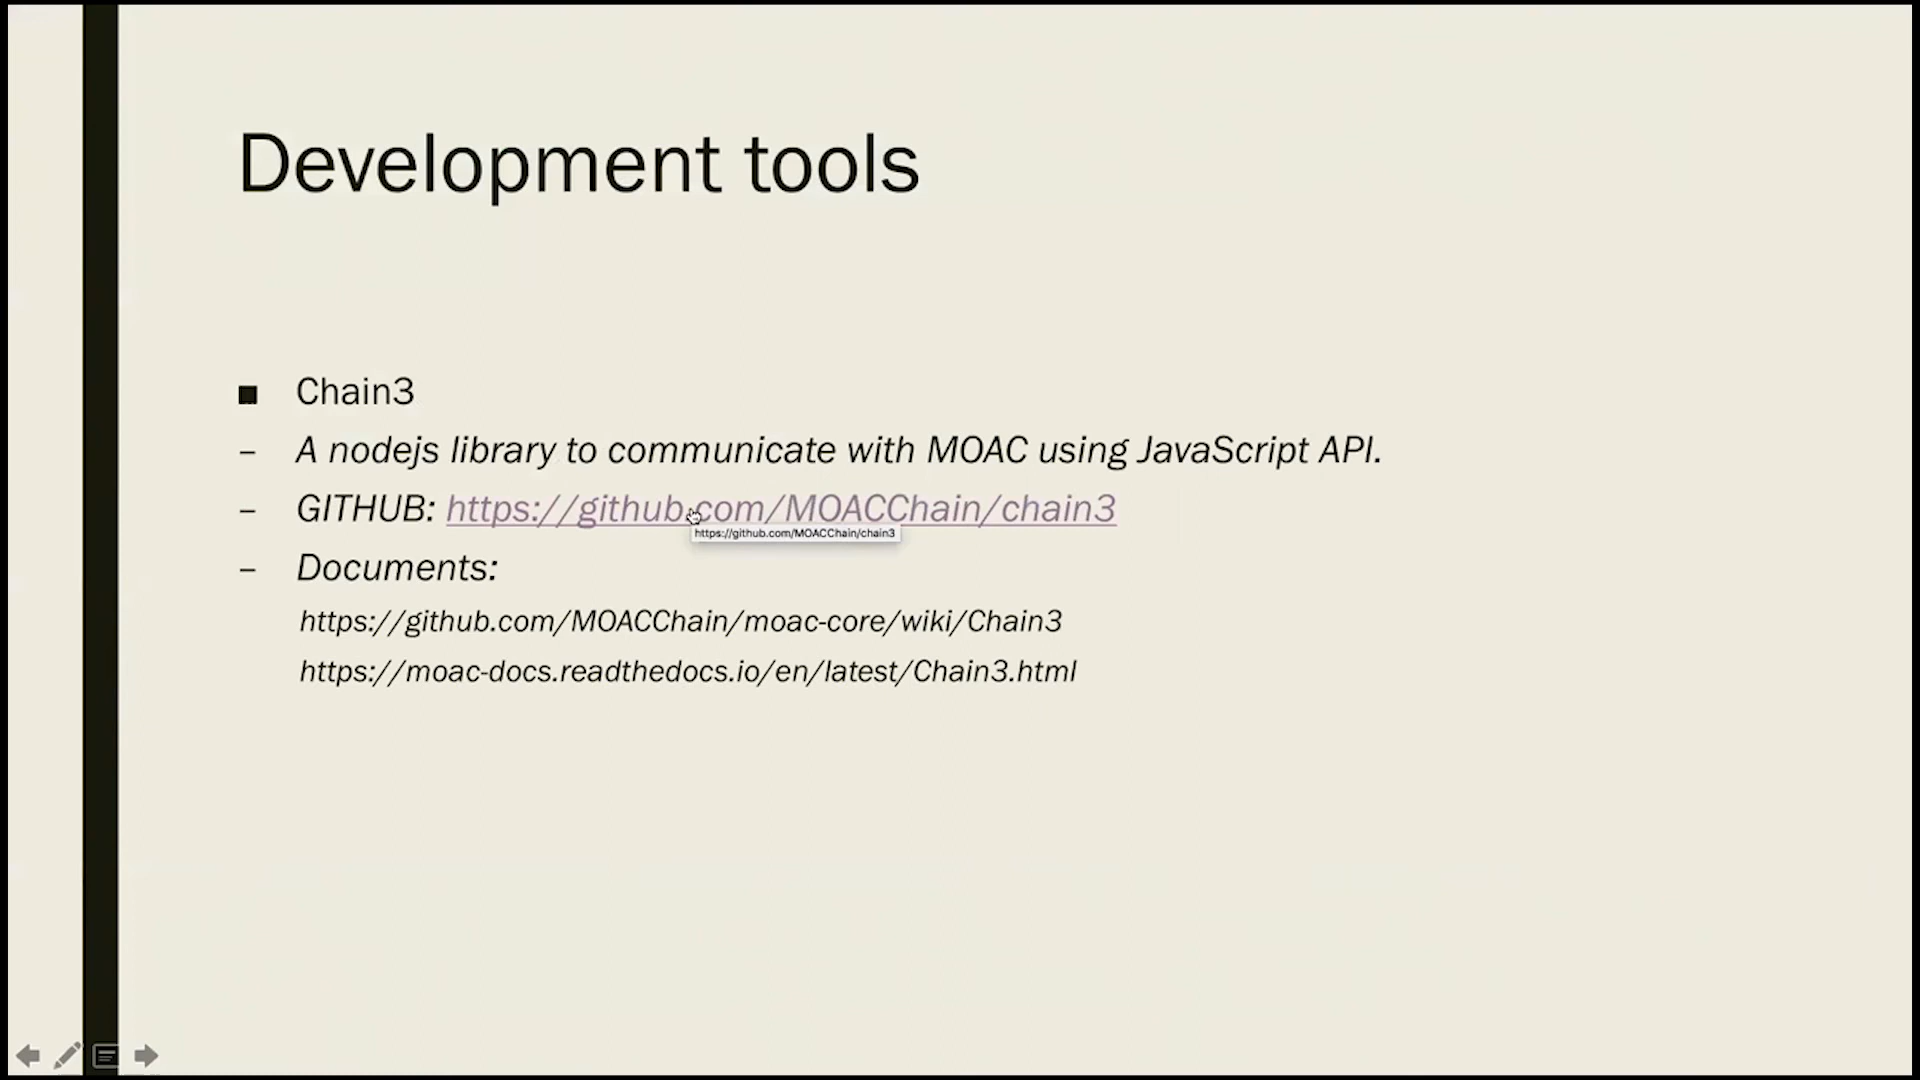 Development tools
■ Chain3
– A nodejs library to communicate with MOAC using JavaScript API.
– GITHUB: https://github.com/MOACChain/chain3
https://github.com/MOACChain/chain3
– Documents:
https://github.com/MOACChain/moac-core/wiki/Chain3
https://moac-docs.readthedocs.io/en/latest/Chain3.html